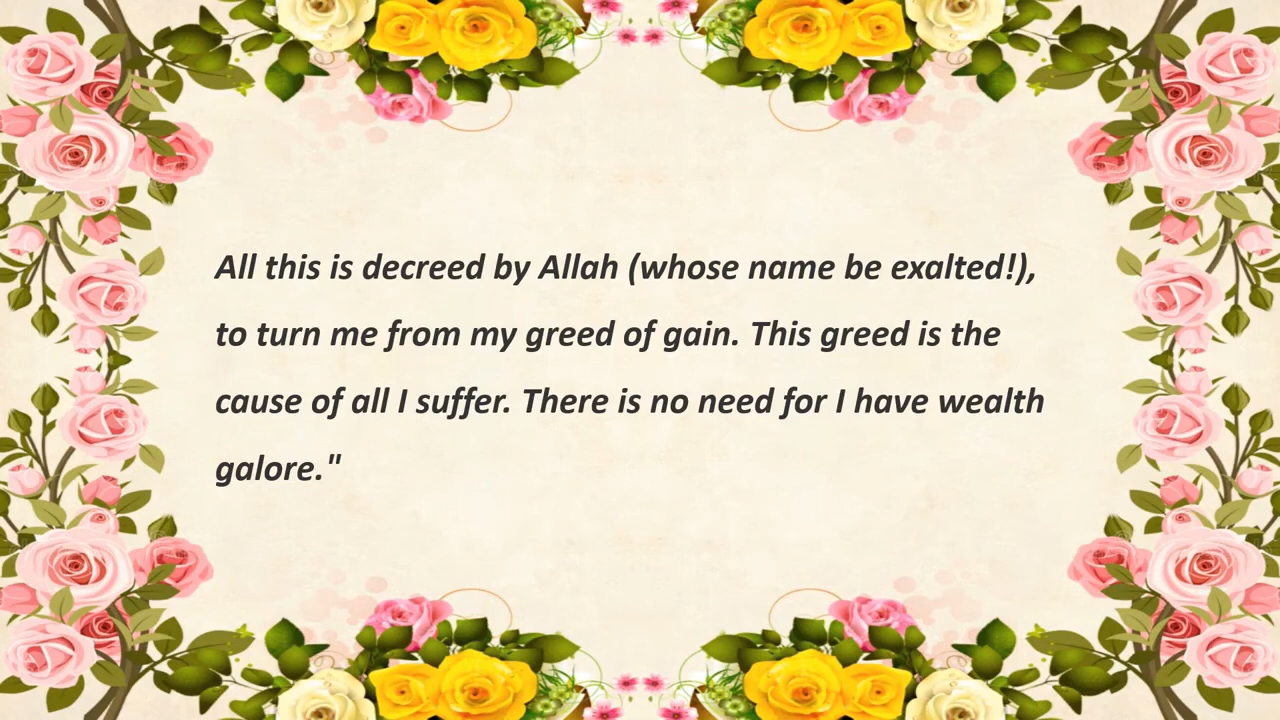 All this is decreed by Allah (whose name be exalted!),
to turn me from my greed of gain. This greed is the
cause of all I suffer. There is no need for I have wealth
galore."